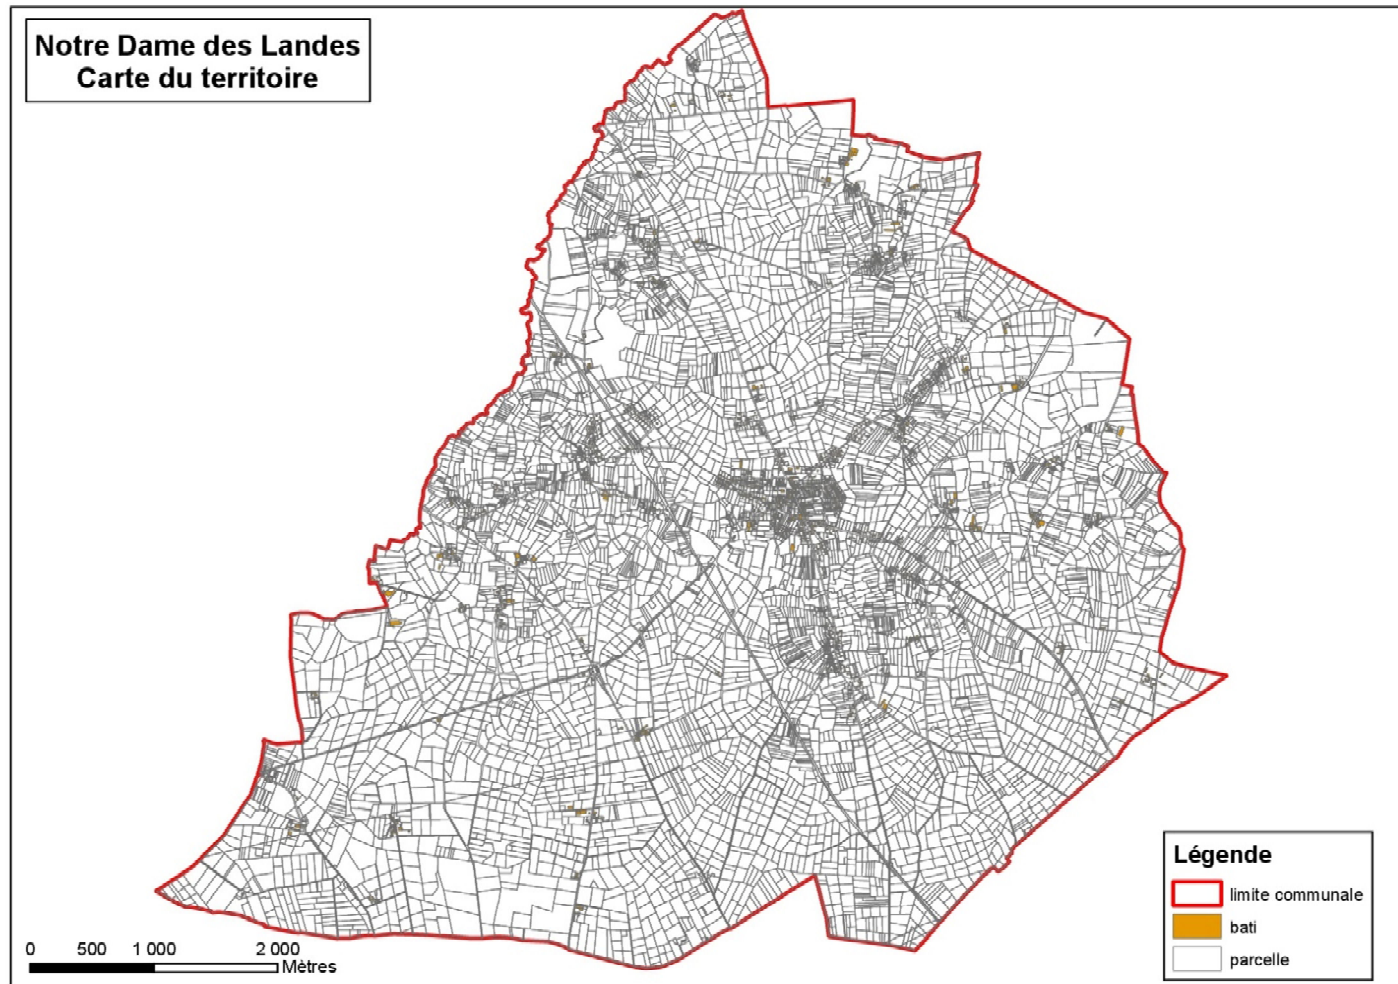 Notre Dame des Landes
Carte du territoire
Légende
limite communale
bati
parcelle
0 500 1 000 2 000
Mètres